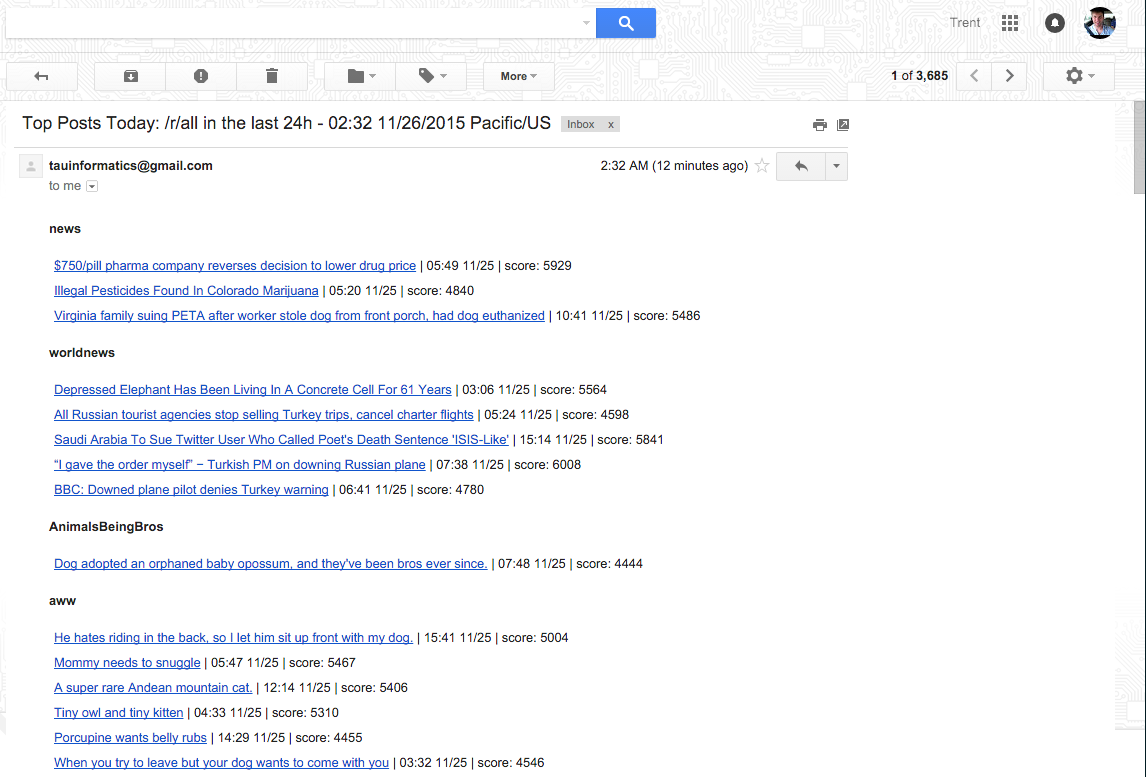 Trent
More
1 of 3,685
Top Posts Today: /r/all in the last 24h - 02:32 11/26/2015 Pacific/US Inbox x
tauinformatics@gmail.com 2:32 AM (12 minutes ago)
to me
news
$750/pill pharma company reverses decision to lower drug price | 05:49 11/25 | score: 5929
Illegal Pesticides Found In Colorado Marijuana | 05:20 11/25 | score: 4840
Virginia family suing PETA after worker stole dog from front porch, had dog euthanized | 10:41 11/25 | score: 5486
worldnews
Depressed Elephant Has Been Living In A Concrete Cell For 61 Years | 03:06 11/25 | score: 5564
All Russian tourist agencies stop selling Turkey trips, cancel charter flights | 05:24 11/25 | score: 4598
Saudi Arabia To Sue Twitter User Who Called Poet's Death Sentence 'ISIS-Like' | 15:14 11/25 | score: 5841
“I gave the order myself” − Turkish PM on downing Russian plane | 07:38 11/25 | score: 6008
BBC: Downed plane pilot denies Turkey warning | 06:41 11/25 | score: 4780
AnimalsBeingBros
Dog adopted an orphaned baby opossum, and they've been bros ever since. | 07:48 11/25 | score: 4444
aww
He hates riding in the back, so I let him sit up front with my dog. | 15:41 11/25 | score: 5004
Mommy needs to snuggle | 05:47 11/25 | score: 5467
A super rare Andean mountain cat. | 12:14 11/25 | score: 5406
Tiny owl and tiny kitten | 04:33 11/25 | score: 5310
Porcupine wants belly rubs | 14:29 11/25 | score: 4455
When you try to leave but your dog wants to come with you | 03:32 11/25 | score: 4546